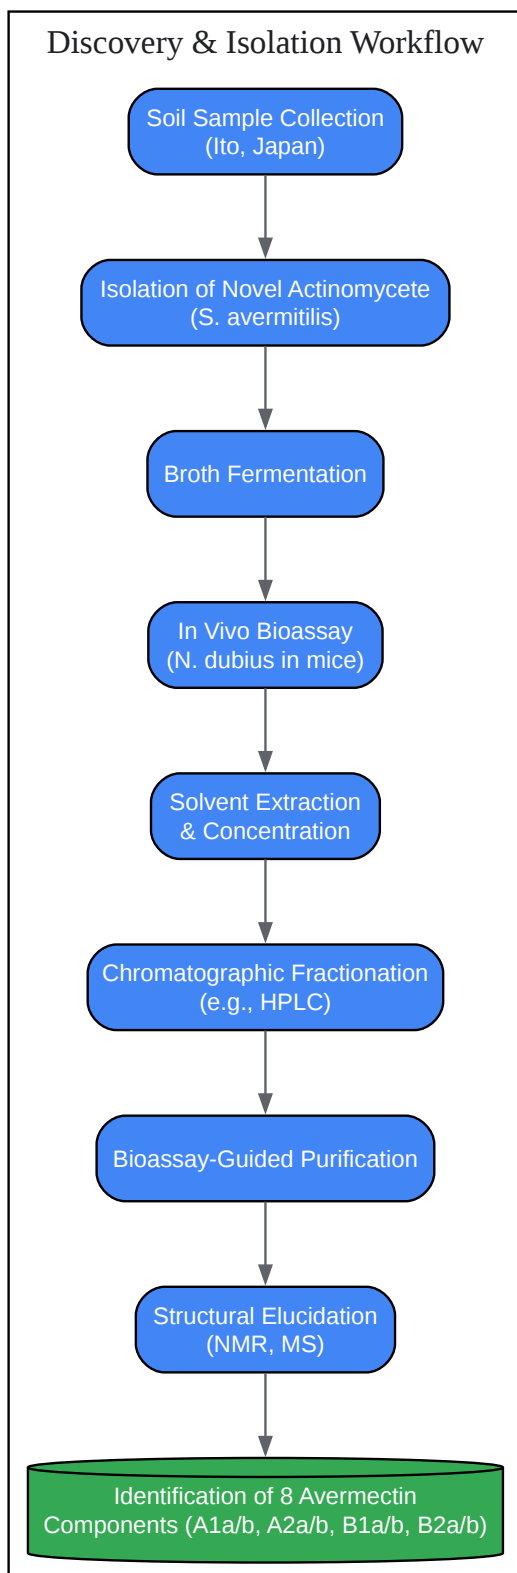 Discovery & Isolation Workflow
Soil Sample Collection
(Ito, Japan)
Isolation of Novel Actinomycete
(S. avermitilis)
Broth Fermentation
In Vivo Bioassay
(N. dubius in mice)
Solvent Extraction
& Concentration
Chromatographic Fractionation
(e.g., HPLC)
Bioassay-Guided Purification
Structural Elucidation
(NMR, MS)
Identification of 8 Avermectin
Components (A1a/b, A2a/b, B1a/b, B2a/b)